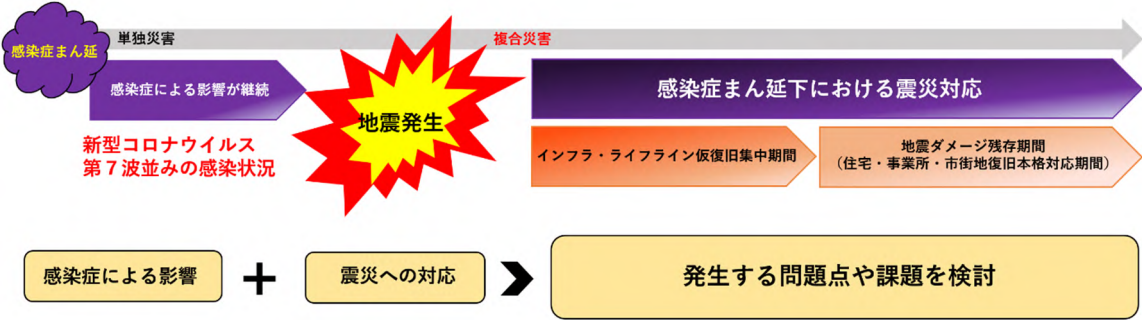 単独災害
複合災害
感染症まん延
感染症による影響が継続
地震発生
感染症まん延下における震災対応
新型コロナウイルス
第7波並みの感染状況
インフラ・ライフライン仮復旧集中期間
地震ダメージ残存期間
（住宅・事業所・市街地復旧本格対応期間）
感染症による影響
＋
震災への対応
発生する問題点や課題を検討